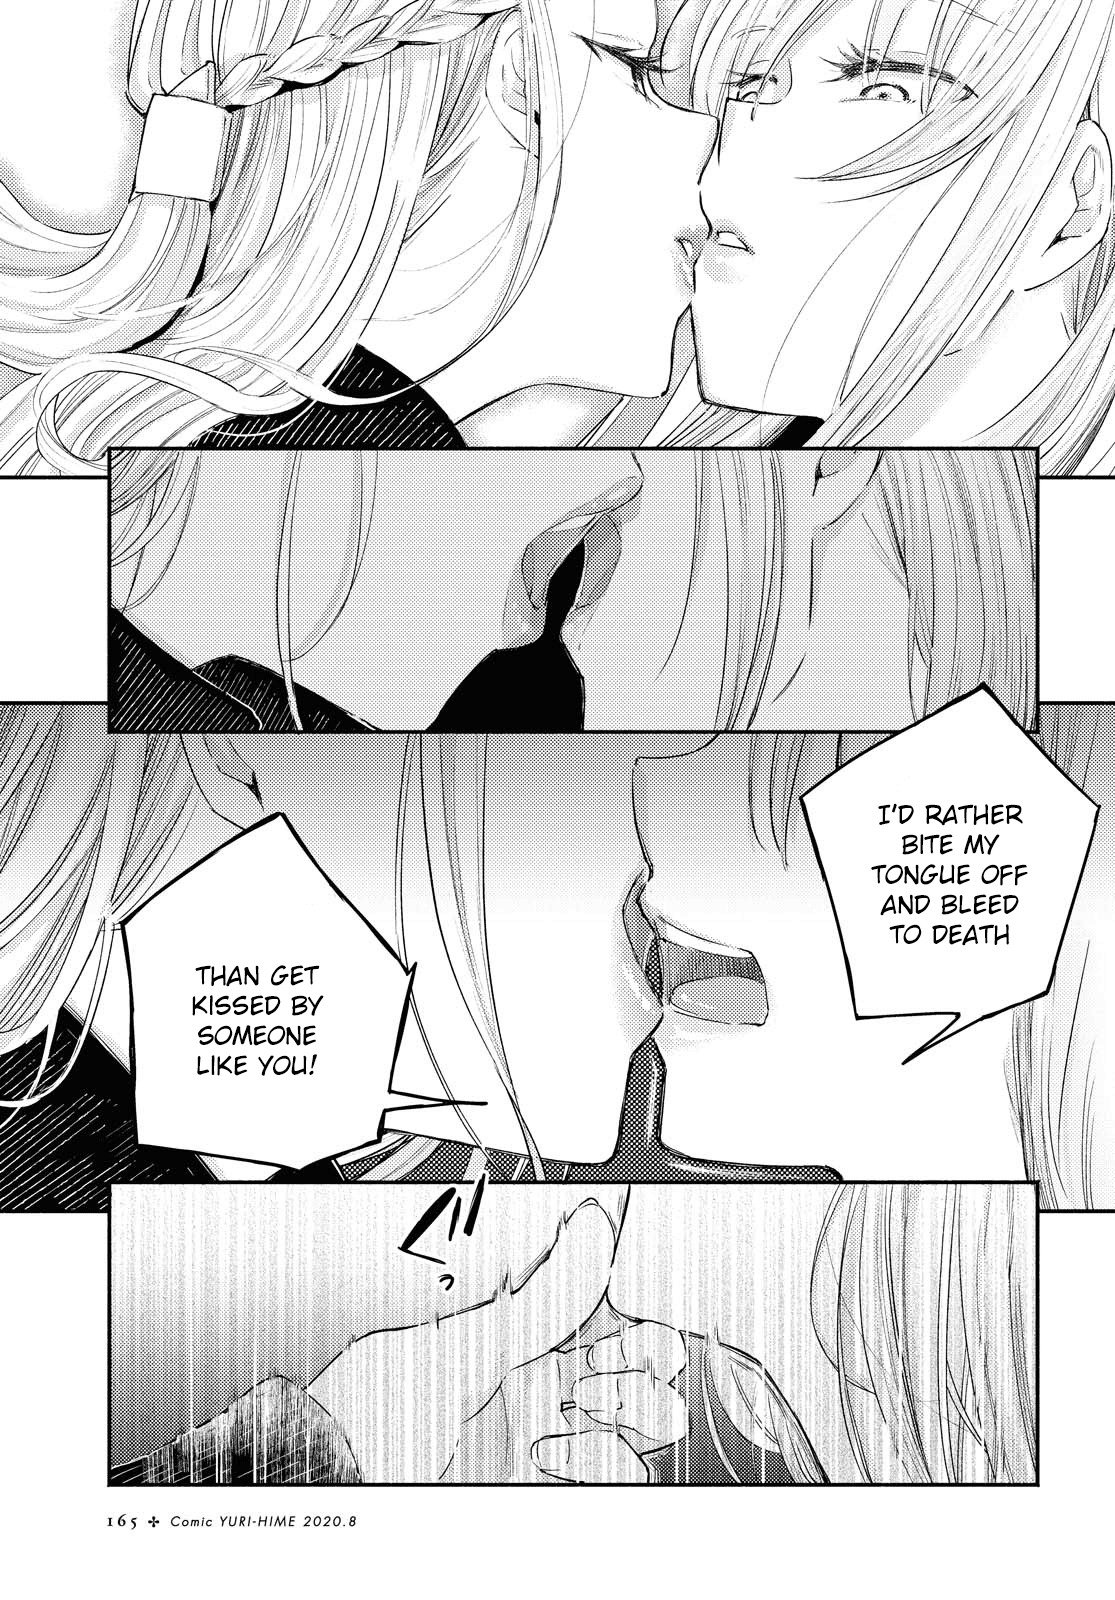 I'D RATHER
BITE MY
TONGUE OFF
AND BLEED
TO DEATH
THAN GET
KISSED BY
SOMEONE
LIKE YOU!
165 ✣ Comic YURI-HIME 2020.8